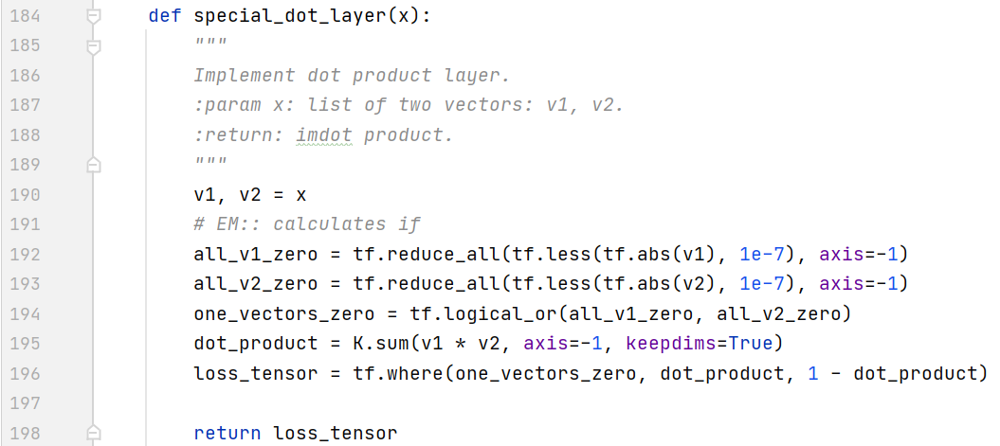 184 def special_dot_layer(x):
185 """
186 Implement dot product layer.
187 :param x: list of two vectors: v1, v2.
188 :return: imdot product.
189 """
190 v1, v2 = x
191 # EM:: calculates if
192 all_v1_zero = tf.reduce_all(tf.less(tf.abs(v1), 1e-7), axis=-1)
193 all_v2_zero = tf.reduce_all(tf.less(tf.abs(v2), 1e-7), axis=-1)
194 one_vectors_zero = tf.logical_or(all_v1_zero, all_v2_zero)
195 dot_product = K.sum(v1 * v2, axis=-1, keepdims=True)
196 loss_tensor = tf.where(one_vectors_zero, dot_product, 1 - dot_product)
197
198 return loss_tensor